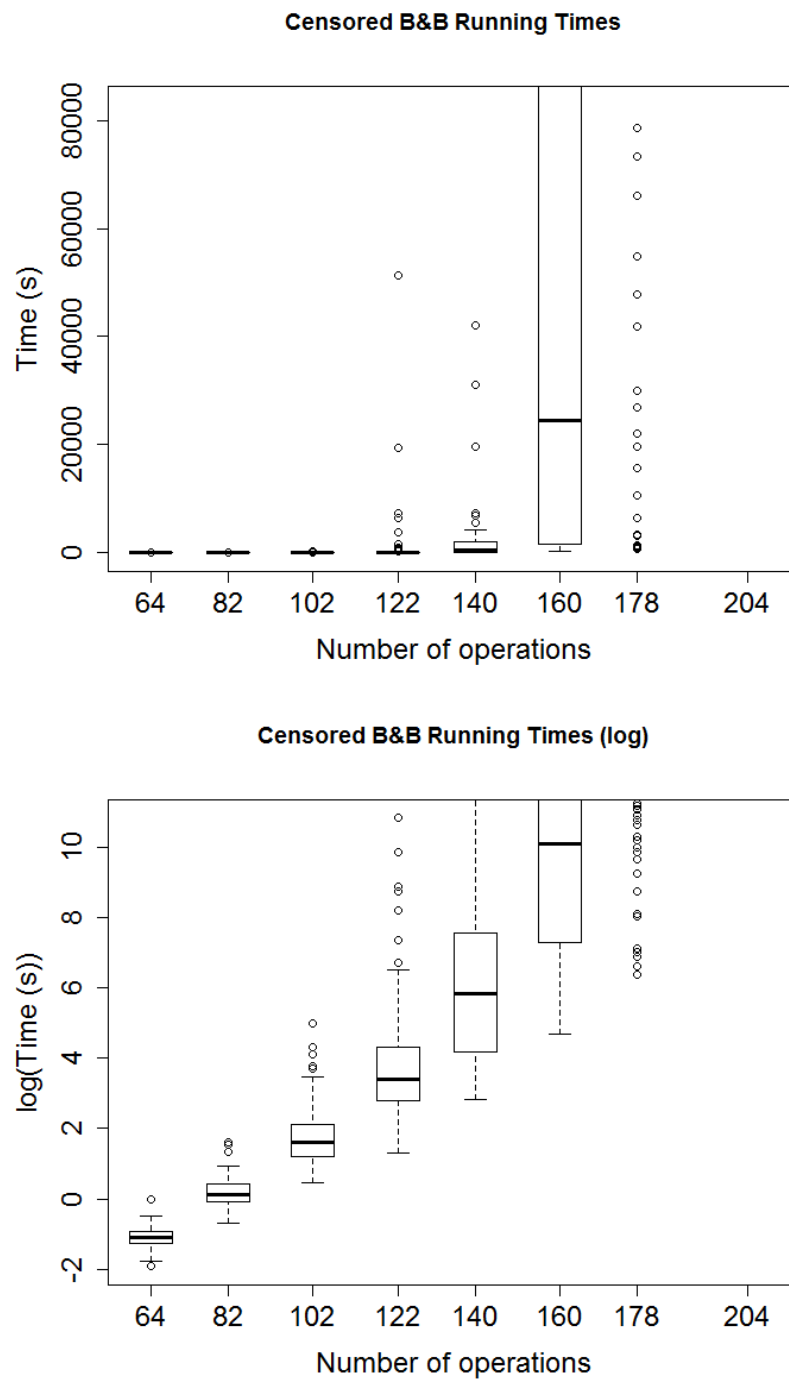 Censored B&B Running Times
80000
60000
40000
20000
0
Time (s)
64 82 102 122 140 160 178 204
Number of operations
Censored B&B Running Times (log)
10
8
6
4
2
0
-2
log(Time (s))
64 82 102 122 140 160 178 204
Number of operations